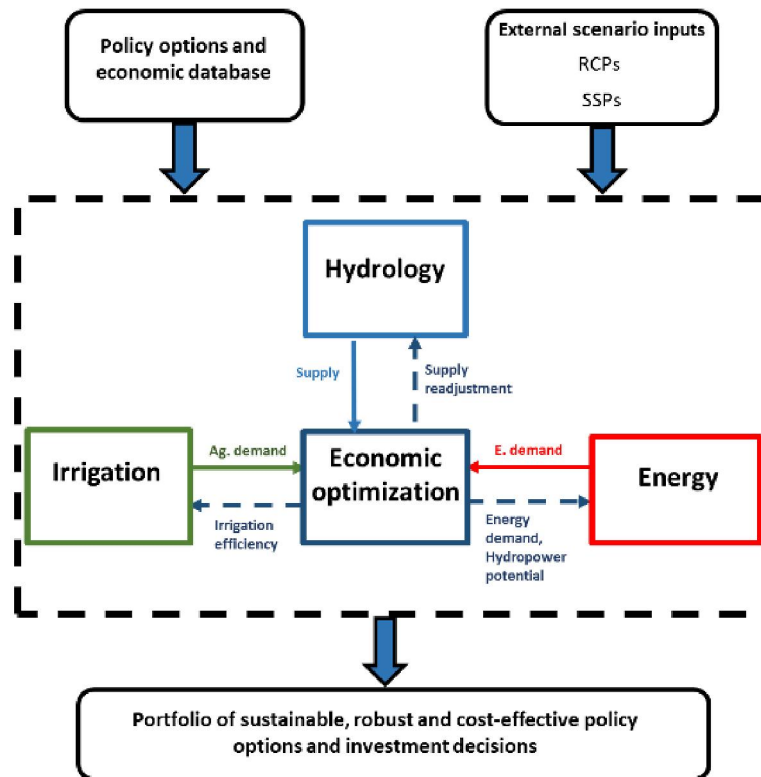 Policy options and
economic database
External scenario inputs
RCPs
SSPs
Hydrology
Supply
Supply
readjustment
Irrigation
Ag. demand
Irrigation
efficiency
Economic
optimization
E. demand
Energy
demand,
Hydropower
potential
Energy
Portfolio of sustainable, robust and cost-effective policy
options and investment decisions